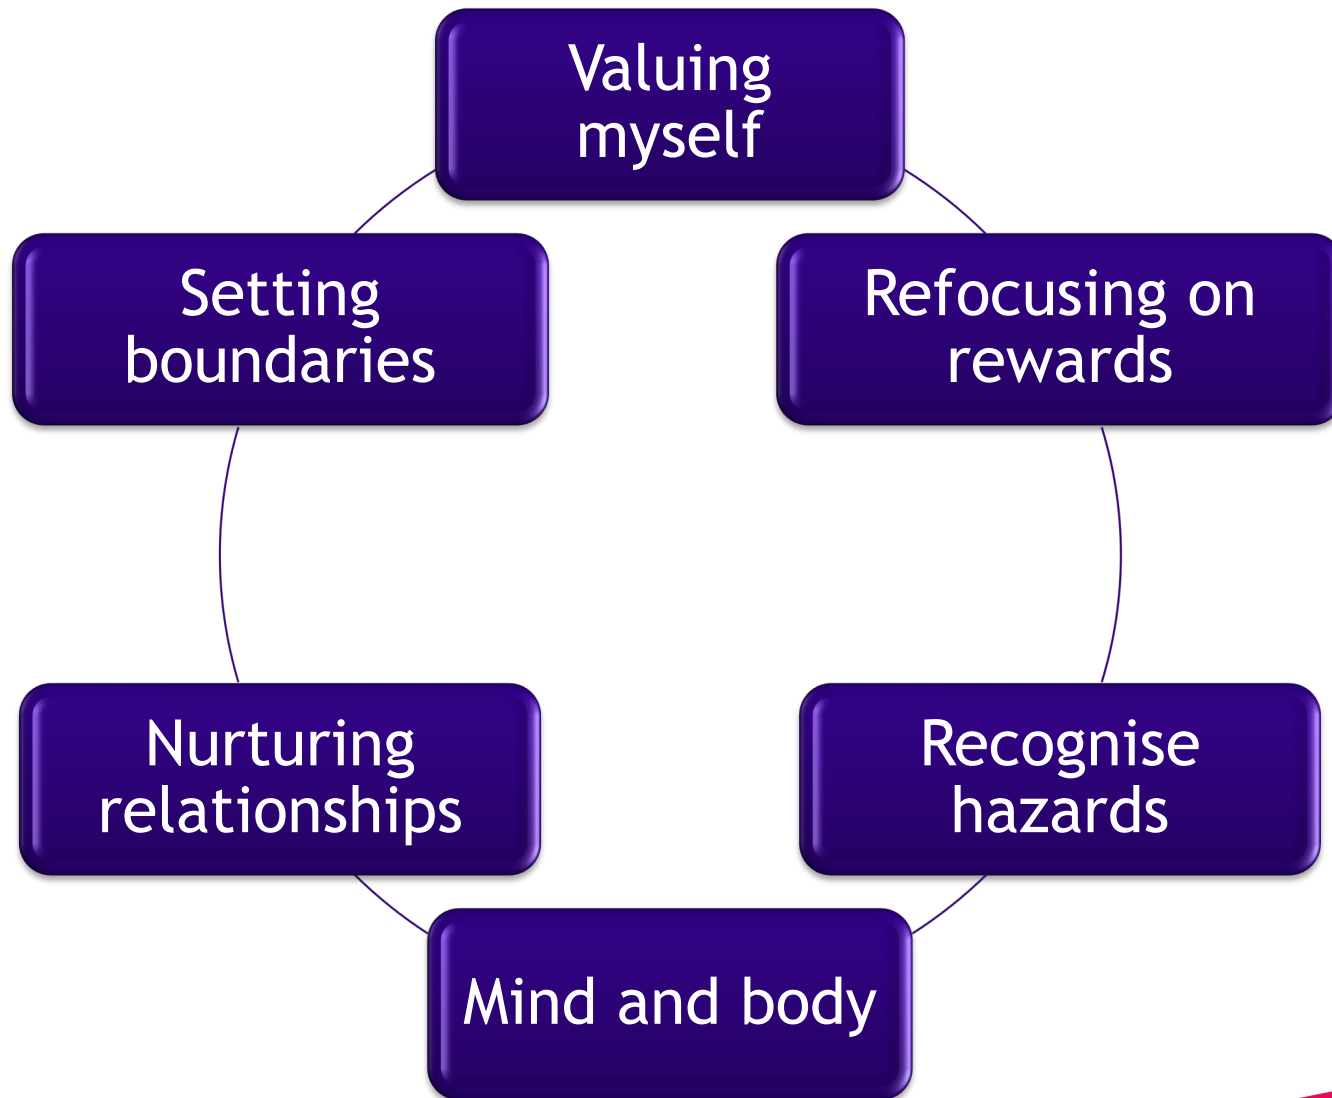 Valuing
myself
Setting
boundaries
Refocusing on
rewards
Nurturing
relationships
Recognise
hazards
Mind and body